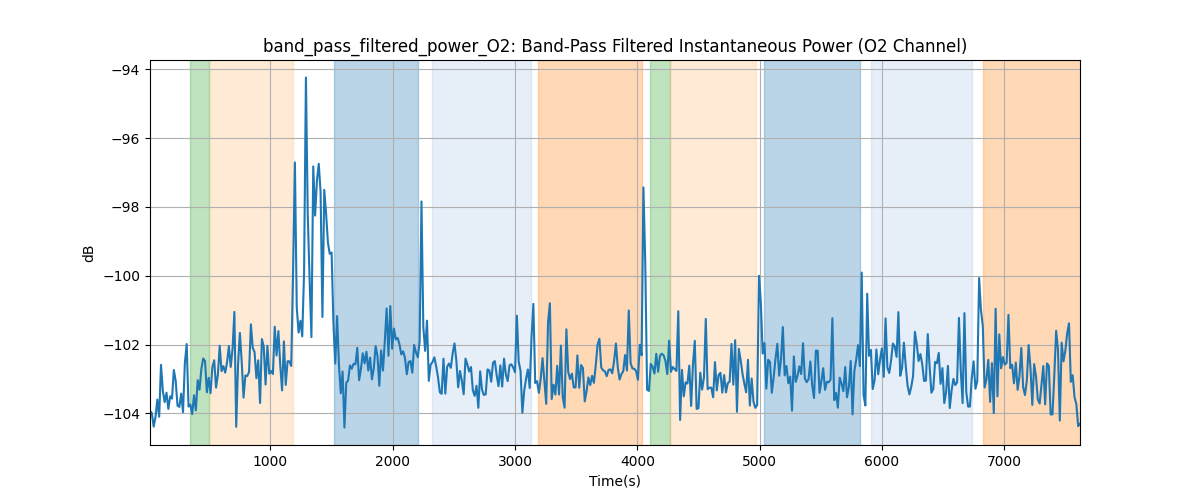 band_pass_filtered_power_O2: Band-Pass Filtered Instantaneous Power (O2 Channel)
−94
−96
−98
−100
−102
−104
dB
1000 2000 3000 4000 5000 6000 7000
Time(s)